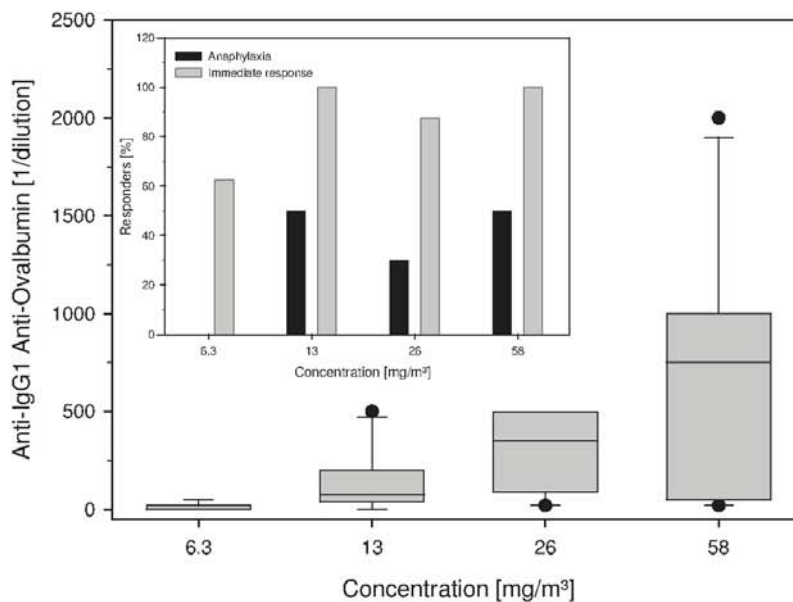 2500
2000
1500
1000
500
0
Anti-IgG1 Anti-Ovalbumin [1/dilution]
120
100
80
60
40
20
0
Responders [%]
Anaphylaxia
Immediate response
6.3 13 26 58
Concentration [mg/m³]
6.3 13 26 58
Concentration [mg/m³]